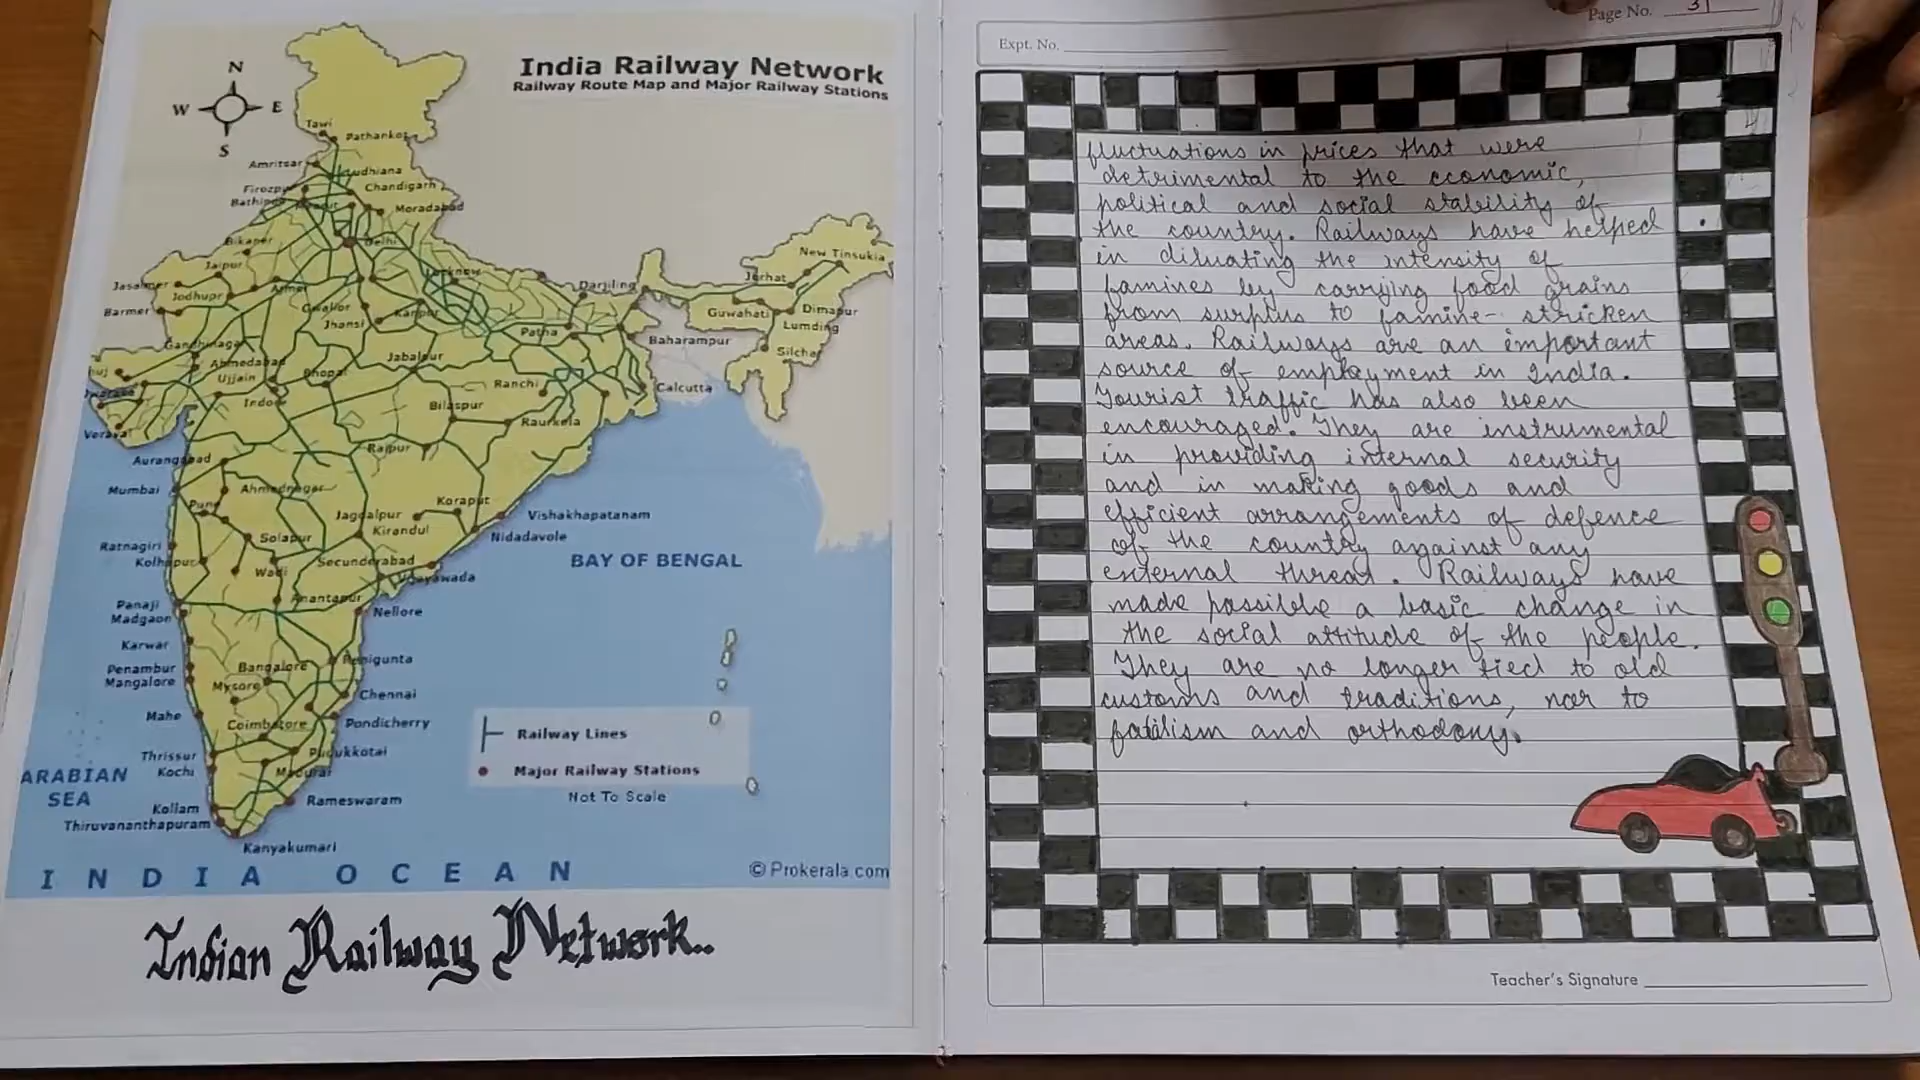 India Railway Network
Railway Route Map and Major Railway Stations
N
W E
S
Tawi
Pathankot
Amritsar
Ludhiana
Chandigarh
Firozpur
Moradabad
Delhi
Bikaner
Jaipur
Jasalmer
Jodhupr
Barmer
Lucknow
Gwalior
Jhansi
Kanpur
Darjiling
Patna
Baharampur
New Tinsukia
Jorhat
Guwahati
Dimapur
Lumding
Silchar
Ahmedabad
Ujjain
Bhopal
Jabalpur
Indore
Ranchi
Calcutta
Bilaspur
Raurkela
Raipur
Veraval
Aurangabad
Mumbai
Ahmednagar
Pune
Koraput
Jagdalpur
Kirandul
Vishakhapatanam
Nidadavole
Ratnagiri
Kolhapur
Solapur
Wadi
Secunderabad
Vijayawada
BAY OF BENGAL
Panaji
Madgaon
Anantapur
Nellore
Karwar
Penambur
Mangalore
Bangalore
Renigunta
Mysore
Chennai
Mahe
Coimbatore
Pondicherry
Thrissur
Kochi
Pudukkotai
Madurai
Rameswaram
Kollam
Thiruvananthapuram
Kanyakumari
ARABIAN
SEA
Railway Lines
Major Railway Stations
Not To Scale
INDIA OCEAN
© Prokerala.com
Indian Railway Network..
Page No. 31
Expt. No.
fluctuations in prices that were
detrimental to the economic,
political and social stability of
the country. Railways have helped
in diluating the intensity of
famines by carrying food grains
from surplus to famine- stricken
areas. Railways are an important
source of employment in India.
Tourist traffic has also been
encouraged. They are instrumental
in providing internal security
and in making goods and
efficient arrangements of defence
of the country against any
external threat. Railways have
made possible a basic change in
the social attitude of the people.
They are no longer tied to old
customs and traditions, nor to
fatalism and orthodoxy.
Teacher's Signature